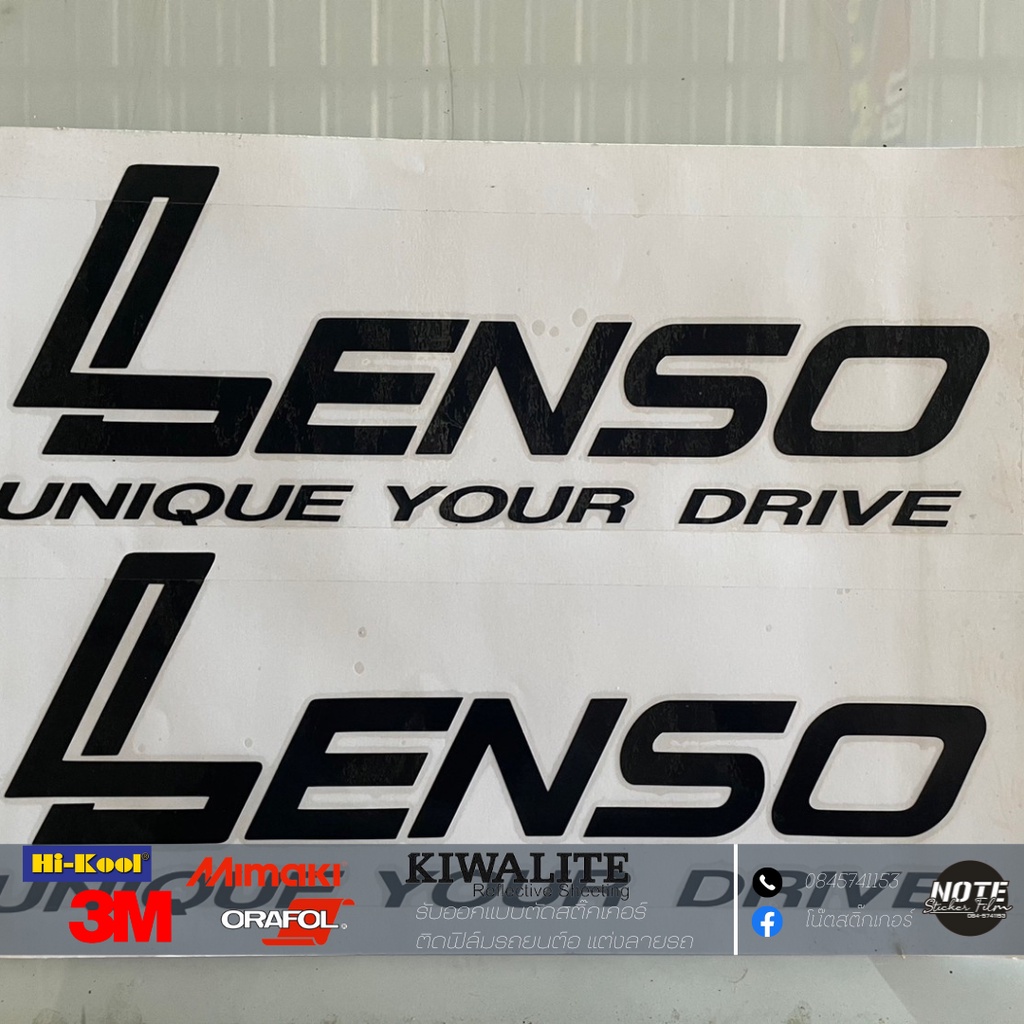 LENSO
UNIQUE YOUR DRIVE
LENSO
UNIQUE YOUR DRIVE
Hi-Kool®
Mimaki
3M
ORAFOL®
KIWALITE
Reflective Sheeting
รับออกแบบตัดสติ๊กเกอร์
ติดฟิล์มรถยนต์อ แต่งลายรถ
0845741153
โน๊ตสติ๊กเกอร์
NOTE
Sticker Film
084-5741153